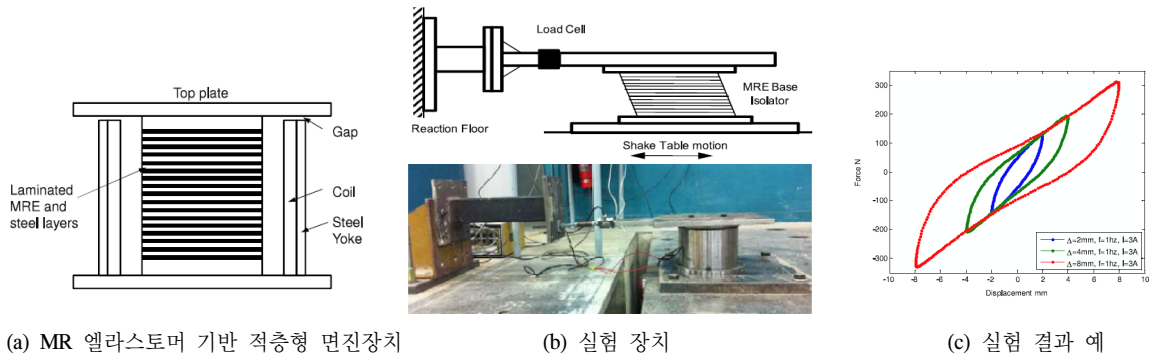 Top plate
Gap
Laminated
MRE and
steel layers
Coil
Steel
Yoke
Load Cell
MRE Base
Isolator
Reaction Floor
Shake Table motion
Force N
300
200
100
0
-100
-200
-300
-10 -8 -6 -4 -2 0 2 4 6 8 10
Displacement mm
Δ=2mm, f=1hz, I=3A
Δ=4mm, f=1hz, I=3A
Δ=8mm, f=1hz, I=3A
(a) MR 엘라스토머 기반 적층형 면진장치
(b) 실험 장치
(c) 실험 결과 예